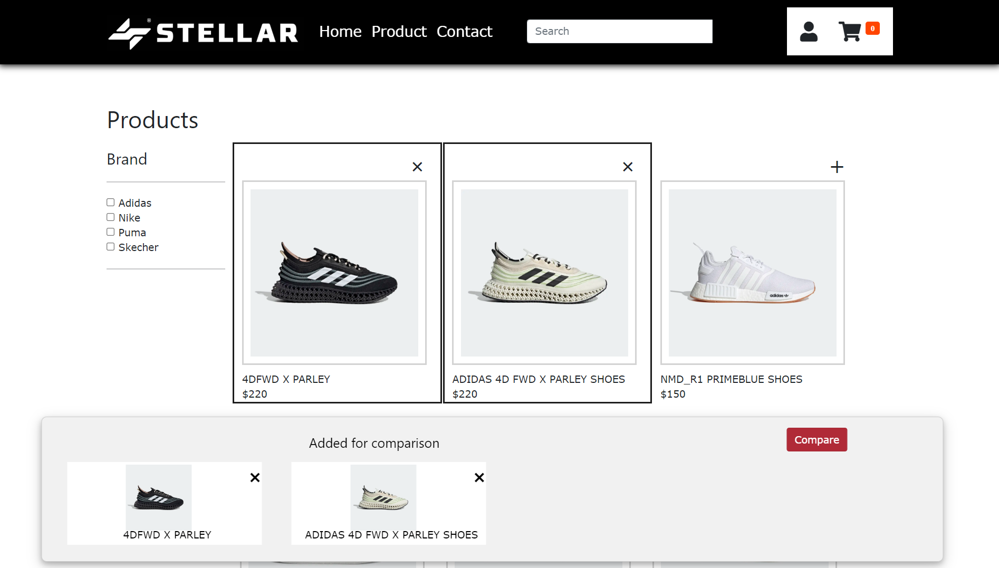 STELLAR ®
Home Product Contact
Search
0
Products
Brand
Adidas
Nike
Puma
Skecher
4DFWD X PARLEY
$220
ADIDAS 4D FWD X PARLEY SHOES
$220
adidas
NMD_R1 PRIMEBLUE SHOES
$150
Added for comparison
Compare
4DFWD X PARLEY
ADIDAS 4D FWD X PARLEY SHOES